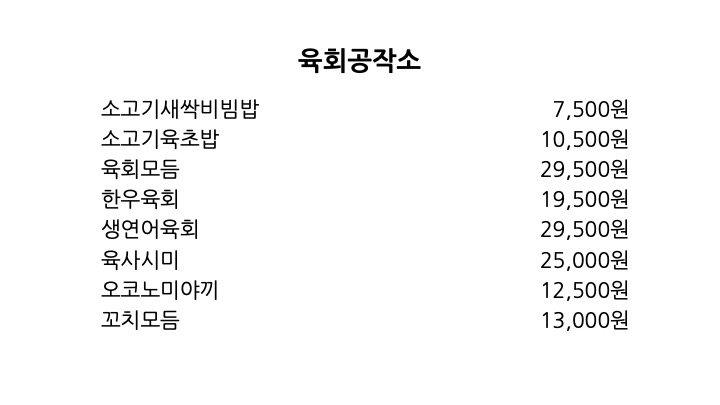 육회공작소
소고기새싹비빔밥 7,500원
소고기육초밥 10,500원
육회모듬 29,500원
한우육회 19,500원
생연어육회 29,500원
육사시미 25,000원
오코노미야끼 12,500원
꼬치모듬 13,000원